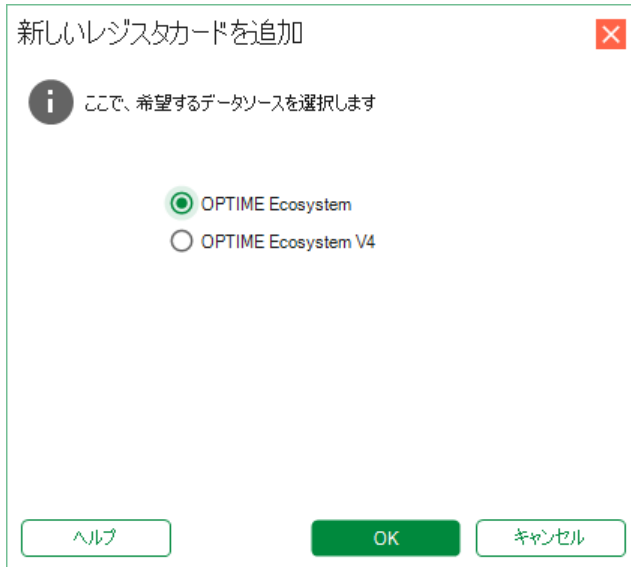 新しいレジスタカードを追加
ここで、希望するデータソースを選択します
OPTIME Ecosystem
OPTIME Ecosystem V4
ヘルプ
OK
キャンセル